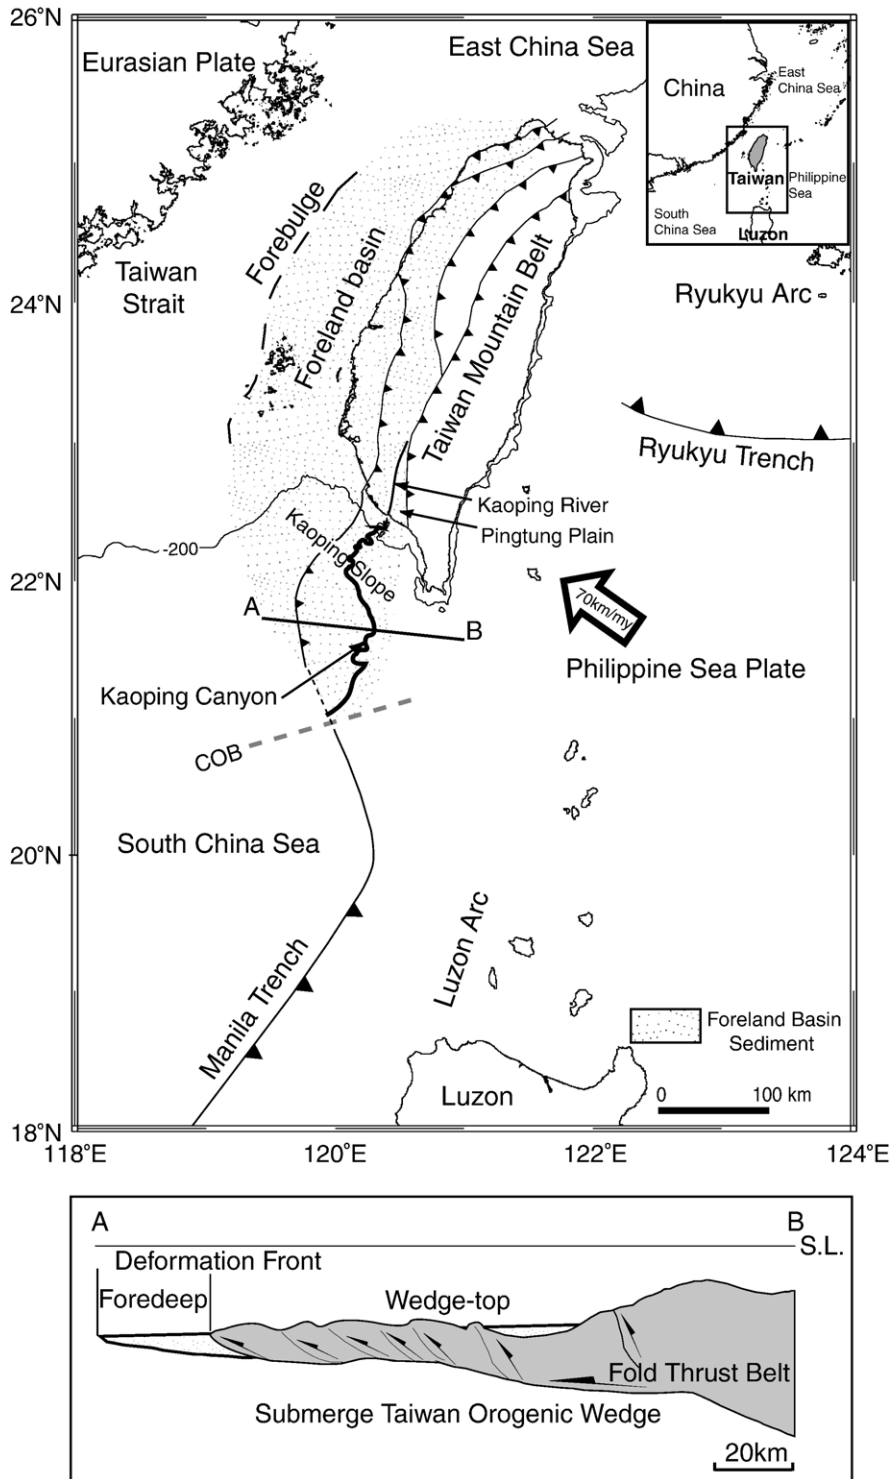 26°N
Eurasian Plate
East China Sea
China
East
China Sea
Taiwan
Philippine
Sea
South
China Sea
Luzon
Forebulge
Foreland basin
Taiwan
Strait
24°N
Ryukyu Arc
Taiwan Mountain Belt
Ryukyu Trench
Kaoping River
Pingtung Plain
-200
Kaoping Slope
22°N
A
B
70km/my
Philippine Sea Plate
Kaoping Canyon
COB
South China Sea
20°N
Luzon Arc
Manila Trench
Foreland Basin
Sediment
Luzon
0 100 km
18°N
118°E 120°E 122°E 124°E
A B
S.L.
Deformation Front
Foredeep
Wedge-top
Fold Thrust Belt
Submerge Taiwan Orogenic Wedge
20km